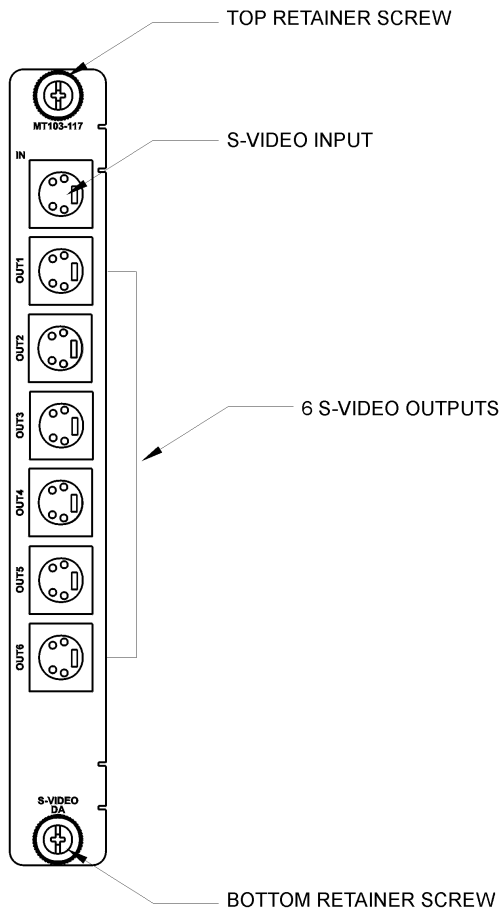 TOP RETAINER SCREW
MT103-117
S-VIDEO INPUT
IN
OUT1
OUT2
OUT3
6 S-VIDEO OUTPUTS
OUT4
OUT5
OUT6
S-VIDEO
DA
BOTTOM RETAINER SCREW